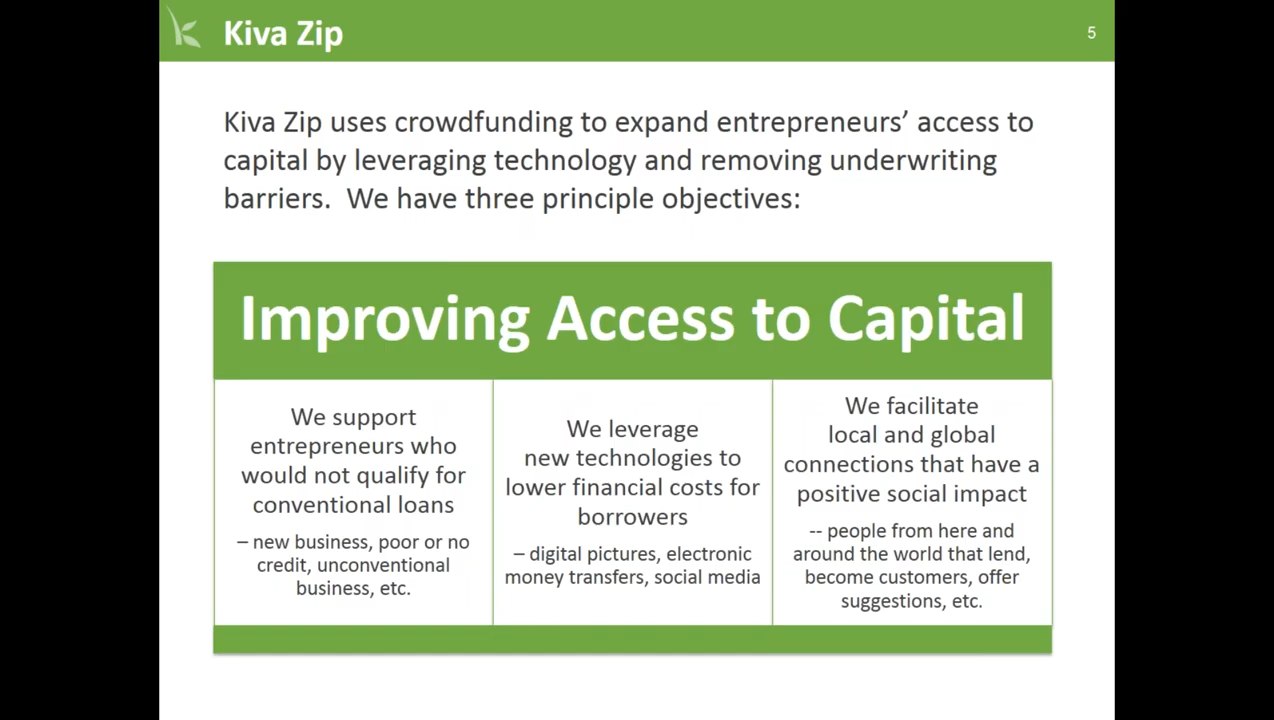 Kiva Zip
5
Kiva Zip uses crowdfunding to expand entrepreneurs’ access to
capital by leveraging technology and removing underwriting
barriers.  We have three principle objectives:
Improving Access to Capital
We support
entrepreneurs who
would not qualify for
conventional loans
– new business, poor or no
credit, unconventional
business, etc.
We leverage
new technologies to
lower financial costs for
borrowers
– digital pictures, electronic
money transfers, social media
We facilitate
local and global
connections that have a
positive social impact
-- people from here and
around the world that lend,
become customers, offer
suggestions, etc.